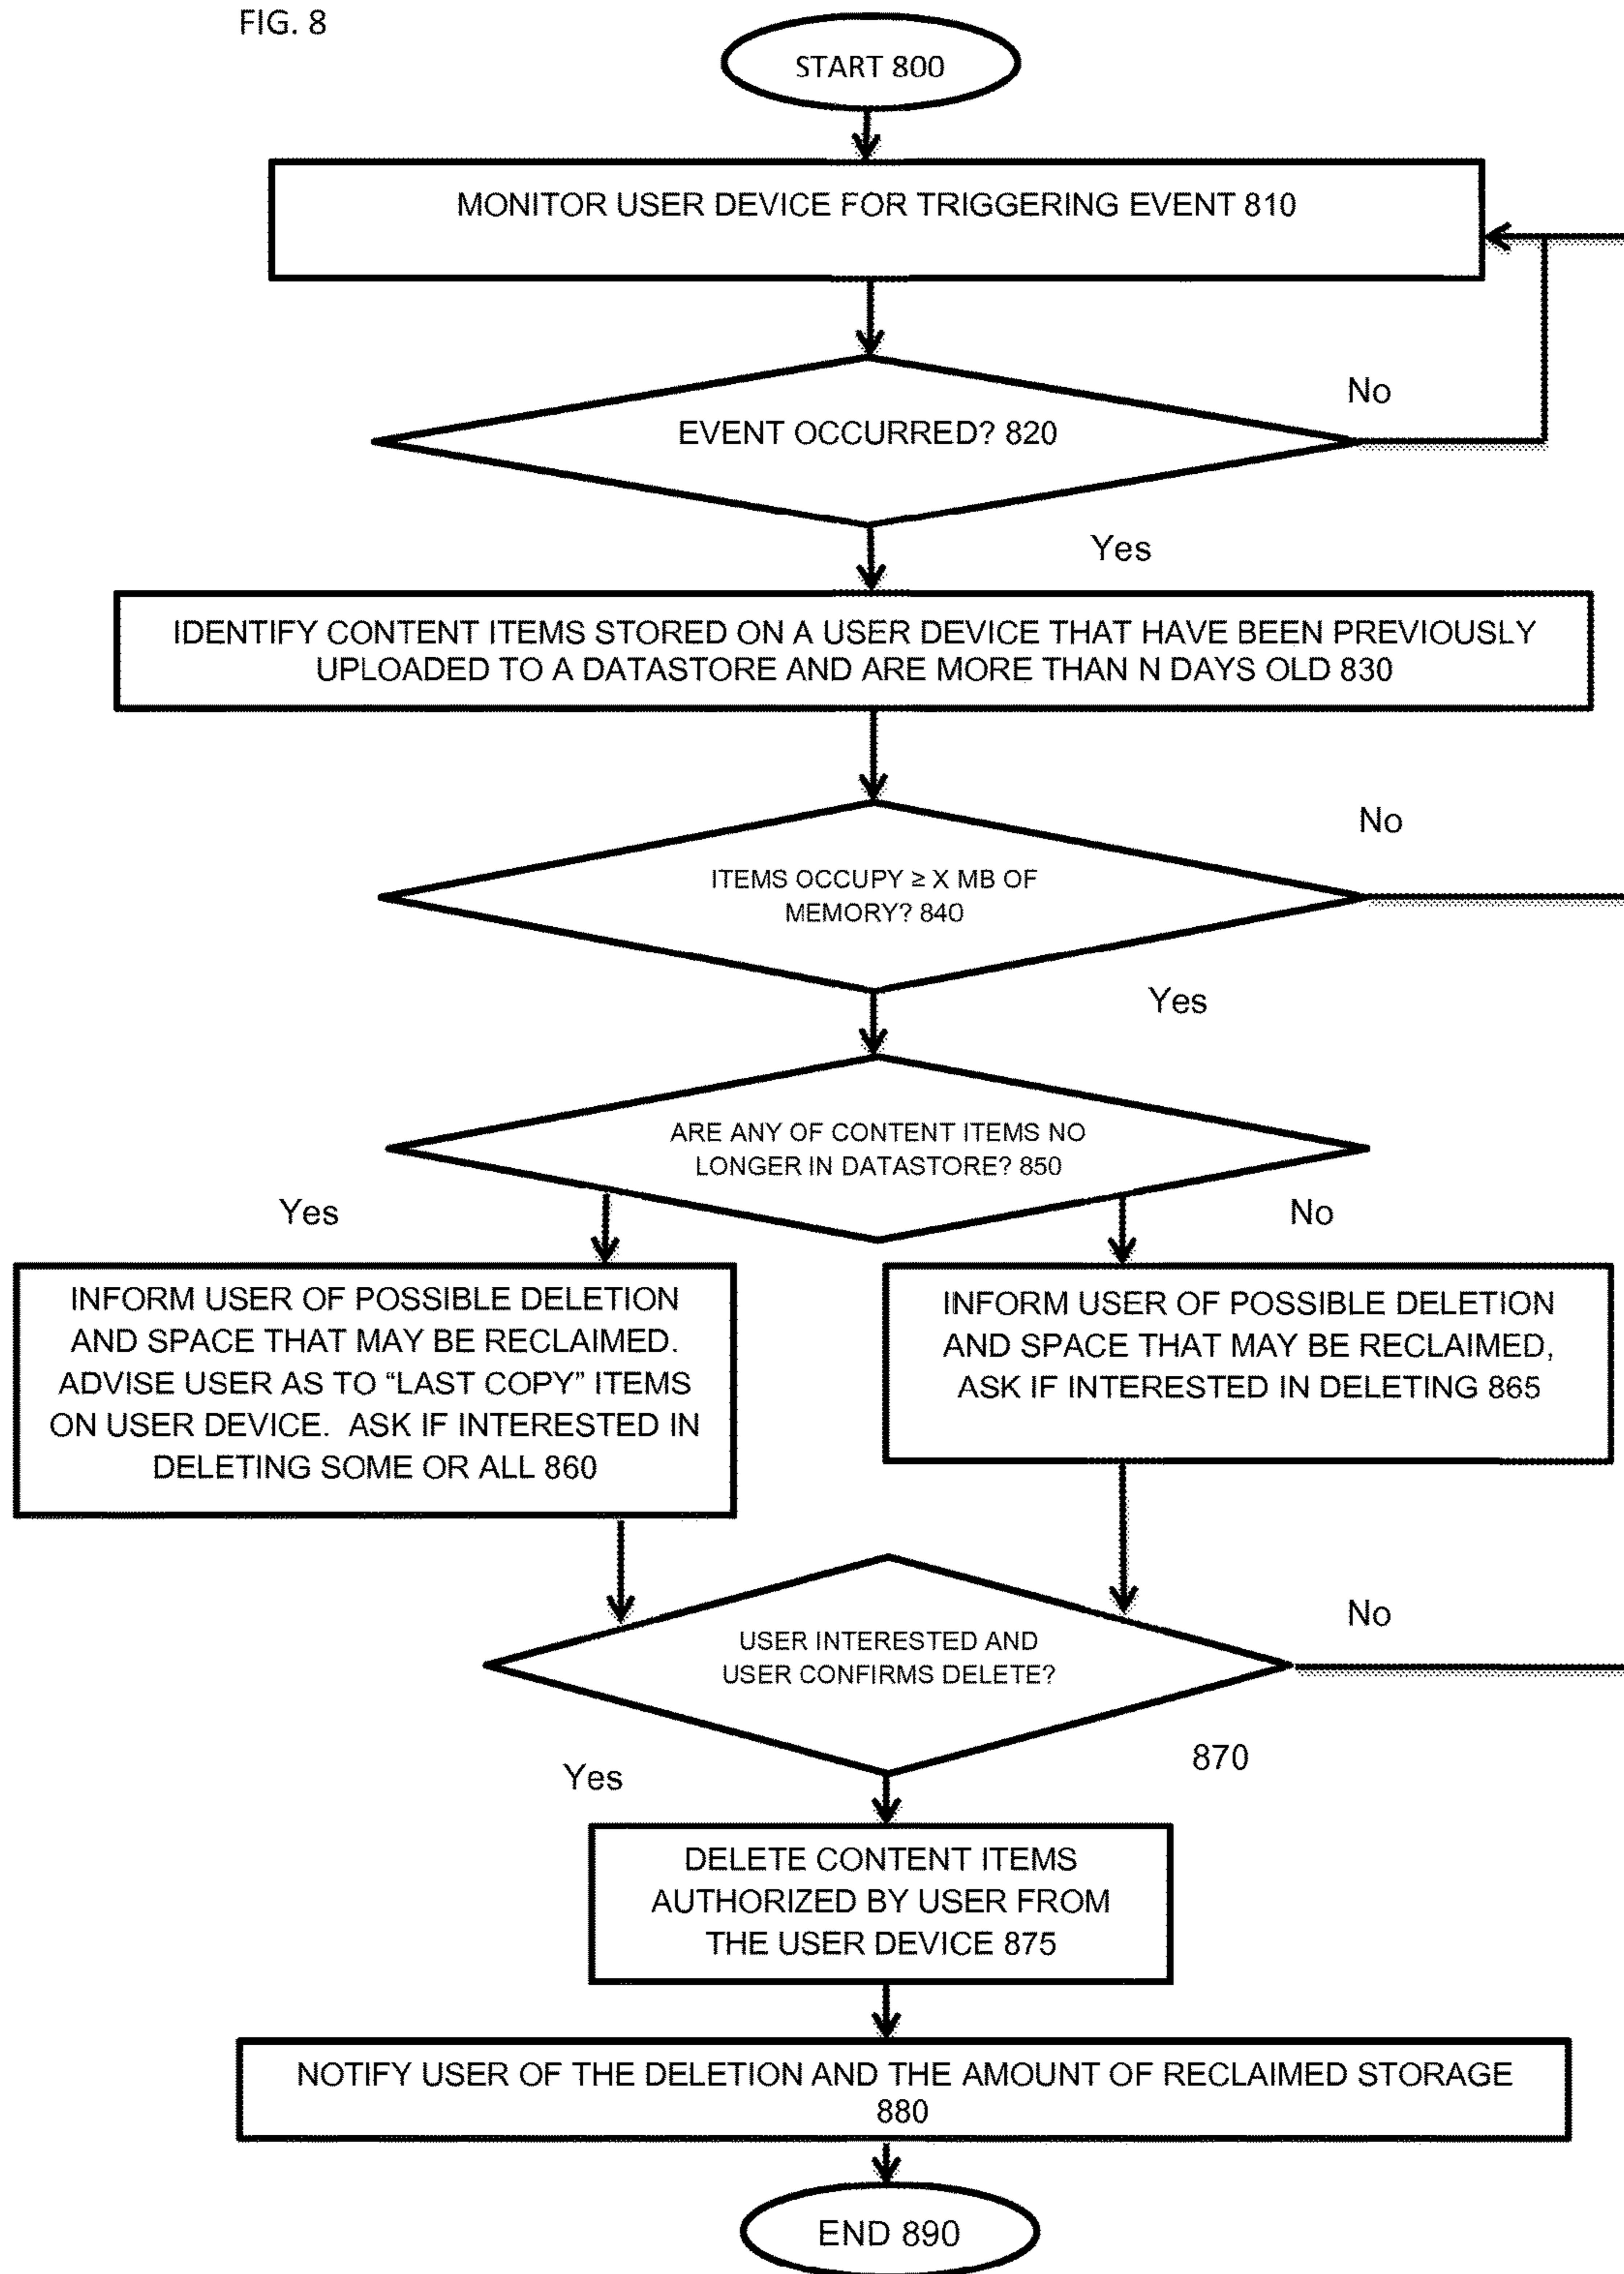 FIG. 8
START 800
MONITOR USER DEVICE FOR TRIGGERING EVENT 810
No
EVENT OCCURRED? 820
Yes
IDENTIFY CONTENT ITEMS STORED ON A USER DEVICE THAT HAVE BEEN PREVIOUSLY
UPLOADED TO A DATASTORE AND ARE MORE THAN N DAYS OLD 830
No
ITEMS OCCUPY ≥ X MB OF
MEMORY? 840
Yes
ARE ANY OF CONTENT ITEMS NO
LONGER IN DATASTORE? 850
Yes
No
INFORM USER OF POSSIBLE DELETION
AND SPACE THAT MAY BE RECLAIMED.
ADVISE USER AS TO “LAST COPY” ITEMS
ON USER DEVICE. ASK IF INTERESTED IN
DELETING SOME OR ALL 860
INFORM USER OF POSSIBLE DELETION
AND SPACE THAT MAY BE RECLAIMED,
ASK IF INTERESTED IN DELETING 865
No
USER INTERESTED AND
USER CONFIRMS DELETE?
870
Yes
DELETE CONTENT ITEMS
AUTHORIZED BY USER FROM
THE USER DEVICE 875
NOTIFY USER OF THE DELETION AND THE AMOUNT OF RECLAIMED STORAGE
880
END 890